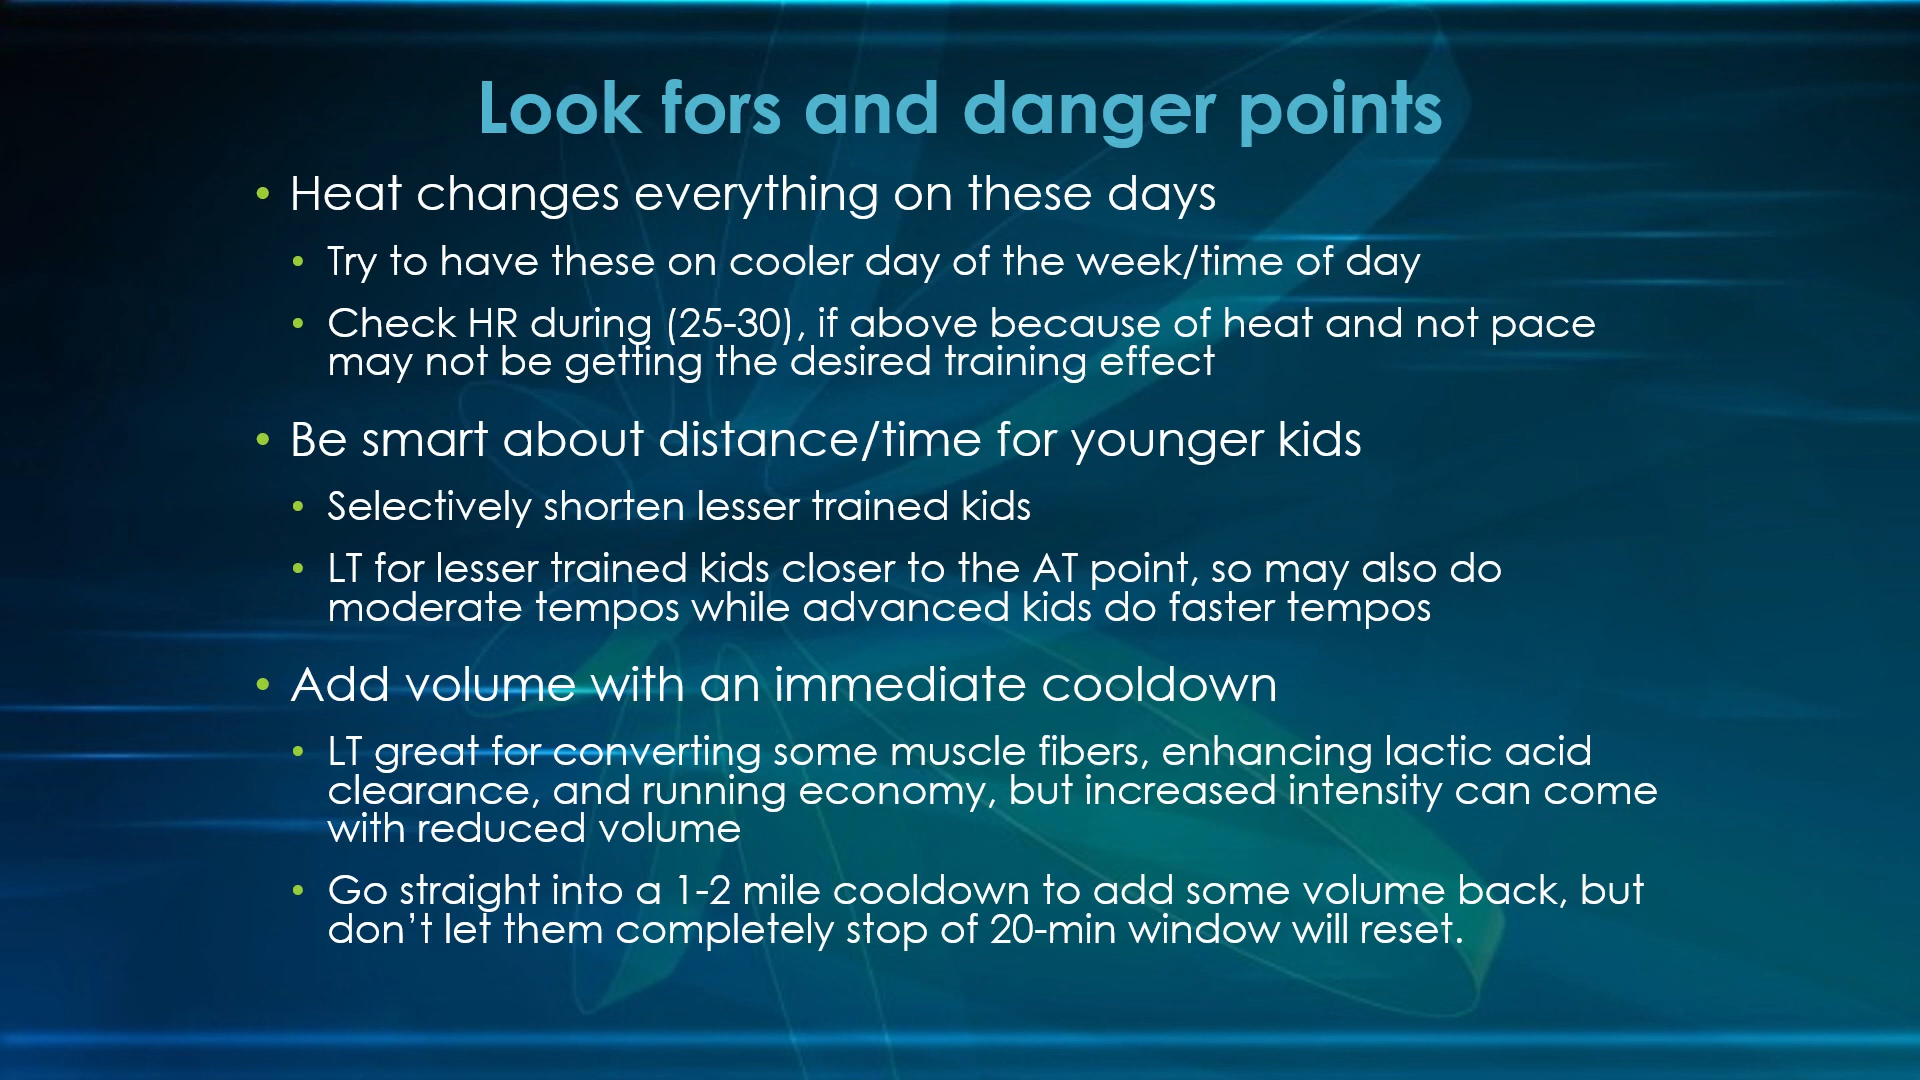 Look fors and danger points
• Heat changes everything on these days
• Try to have these on cooler day of the week/time of day
• Check HR during (25-30), if above because of heat and not pace
may not be getting the desired training effect
• Be smart about distance/time for younger kids
• Selectively shorten lesser trained kids
• LT for lesser trained kids closer to the AT point, so may also do
moderate tempos while advanced kids do faster tempos
• Add volume with an immediate cooldown
• LT great for converting some muscle fibers, enhancing lactic acid
clearance, and running economy, but increased intensity can come
with reduced volume
• Go straight into a 1-2 mile cooldown to add some volume back, but
don’t let them completely stop of 20-min window will reset.